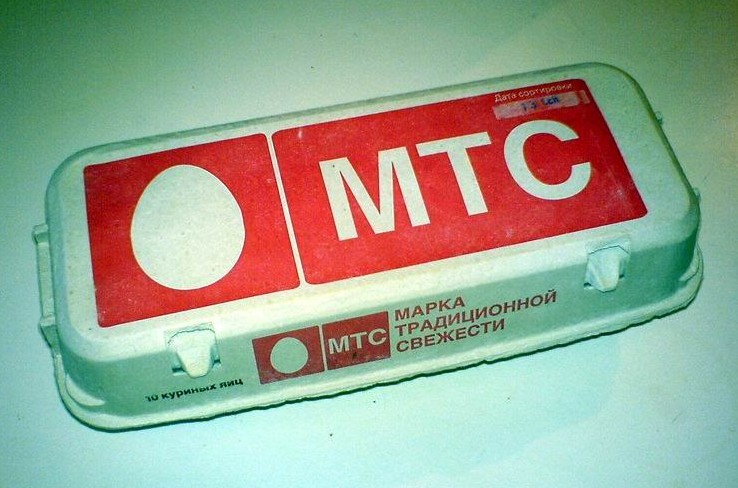 Дата сортировки
МТС
МТС
МАРКА
ТРАДИЦИОННОЙ
СВЕЖЕСТИ
10 куриных яиц